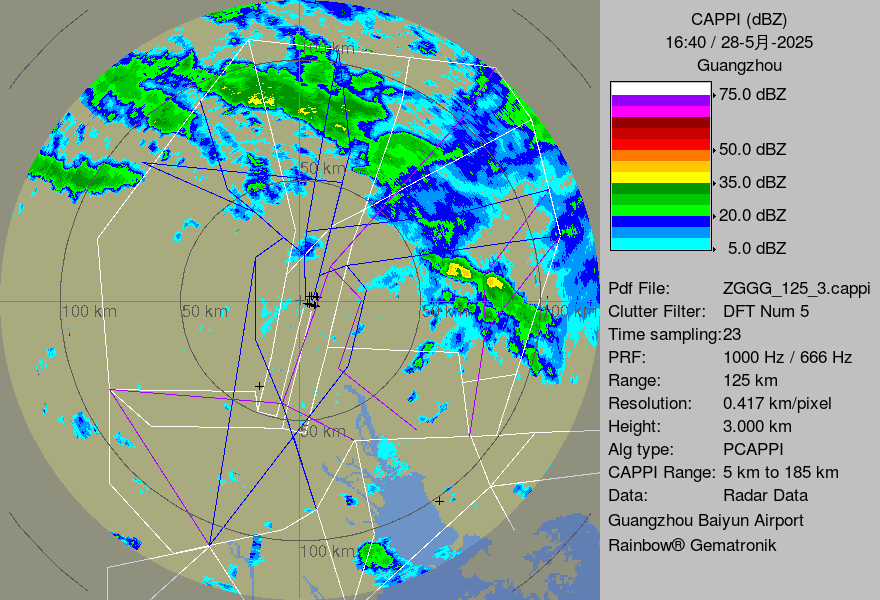 CAPPI (dBZ)
16:40 / 28-5月-2025
Guangzhou
75.0 dBZ
50.0 dBZ
35.0 dBZ
20.0 dBZ
5.0 dBZ
100 km
50 km
100 km
50 km
50 km
100 km
50 km
100 km
Pdf File: ZGGG_125_3.cappi
Clutter Filter: DFT Num 5
Time sampling:23
PRF: 1000 Hz / 666 Hz
Range: 125 km
Resolution: 0.417 km/pixel
Height: 3.000 km
Alg type: PCAPPI
CAPPI Range: 5 km to 185 km
Data: Radar Data
Guangzhou Baiyun Airport
Rainbow® Gematronik